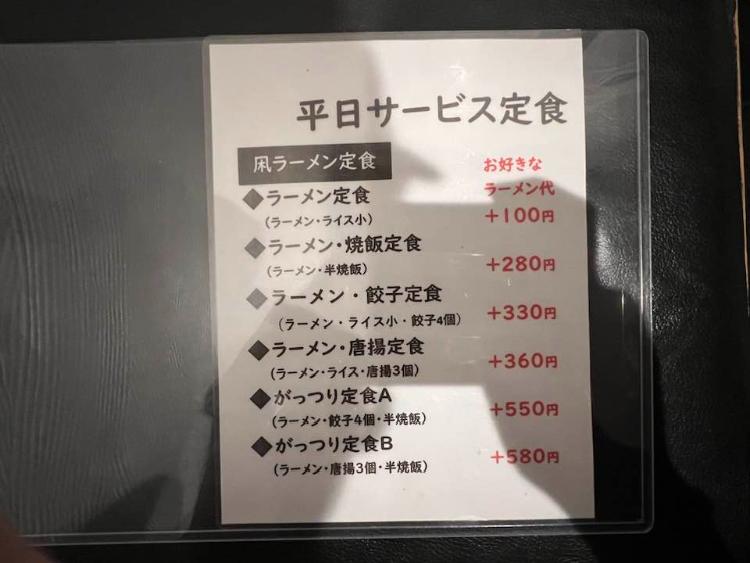 平日サービス定食
凩ラーメン定食
お好きな
ラーメン代
◆ラーメン定食
+100円
(ラーメン・ライス小)
◆ラーメン・焼飯定食
+280円
(ラーメン・半焼飯)
◆ラーメン・餃子定食
+330円
(ラーメン・ライス小・餃子4個)
◆ラーメン・唐揚定食
+360円
(ラーメン・ライス・唐揚3個)
◆がっつり定食A
+550円
(ラーメン・餃子4個・半焼飯)
◆がっつり定食B
+580円
(ラーメン・唐揚3個・半焼飯)